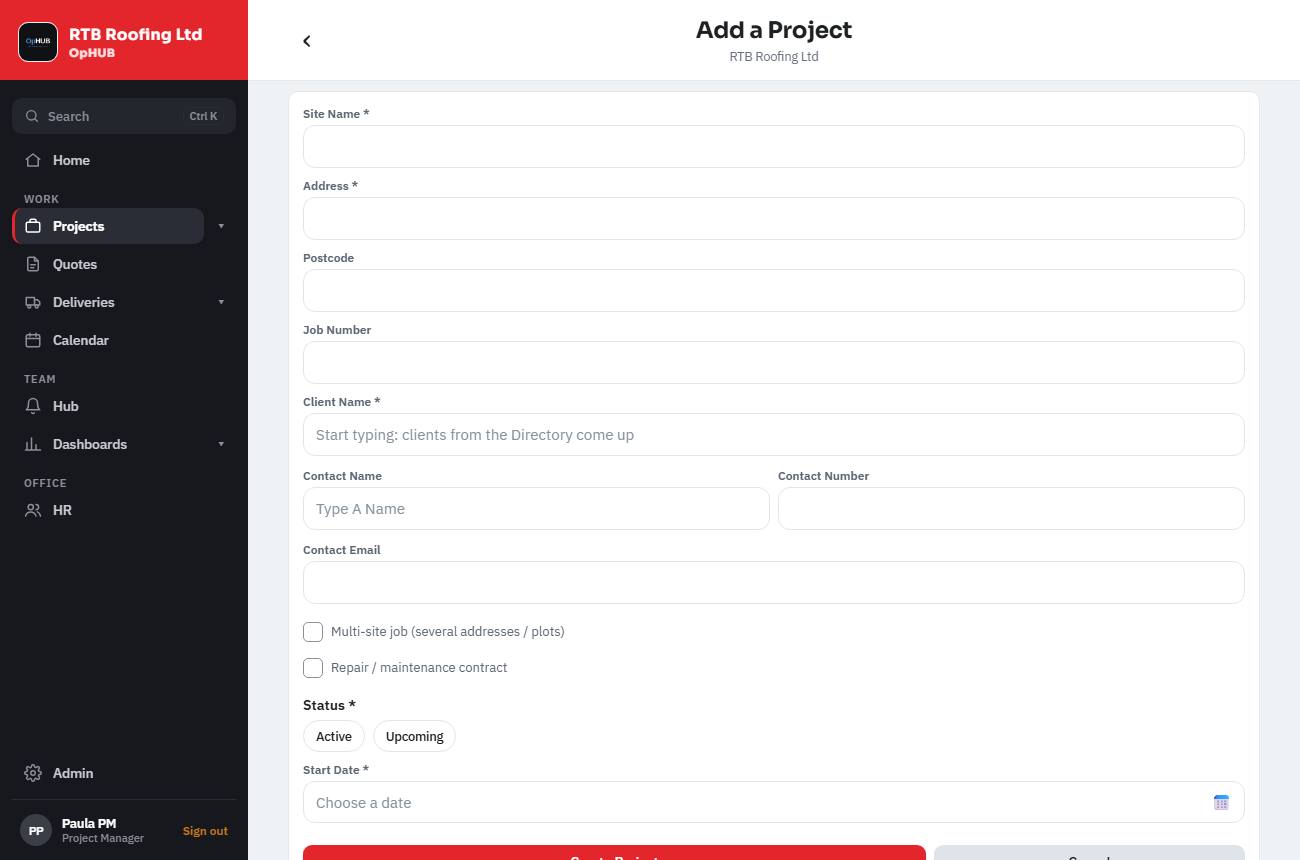 OpHUB
RTB Roofing Ltd
OpHUB
Search
Ctrl K
Home
WORK
Projects
Quotes
Deliveries
Calendar
TEAM
Hub
Dashboards
OFFICE
HR
Admin
PP
Paula PM
Project Manager
Sign out
Add a Project
RTB Roofing Ltd
Site Name *
Address *
Postcode
Job Number
Client Name *
Start typing: clients from the Directory come up
Contact Name
Contact Number
Type A Name
Contact Email
Multi-site job (several addresses / plots)
Repair / maintenance contract
Status *
Active
Upcoming
Start Date *
Choose a date